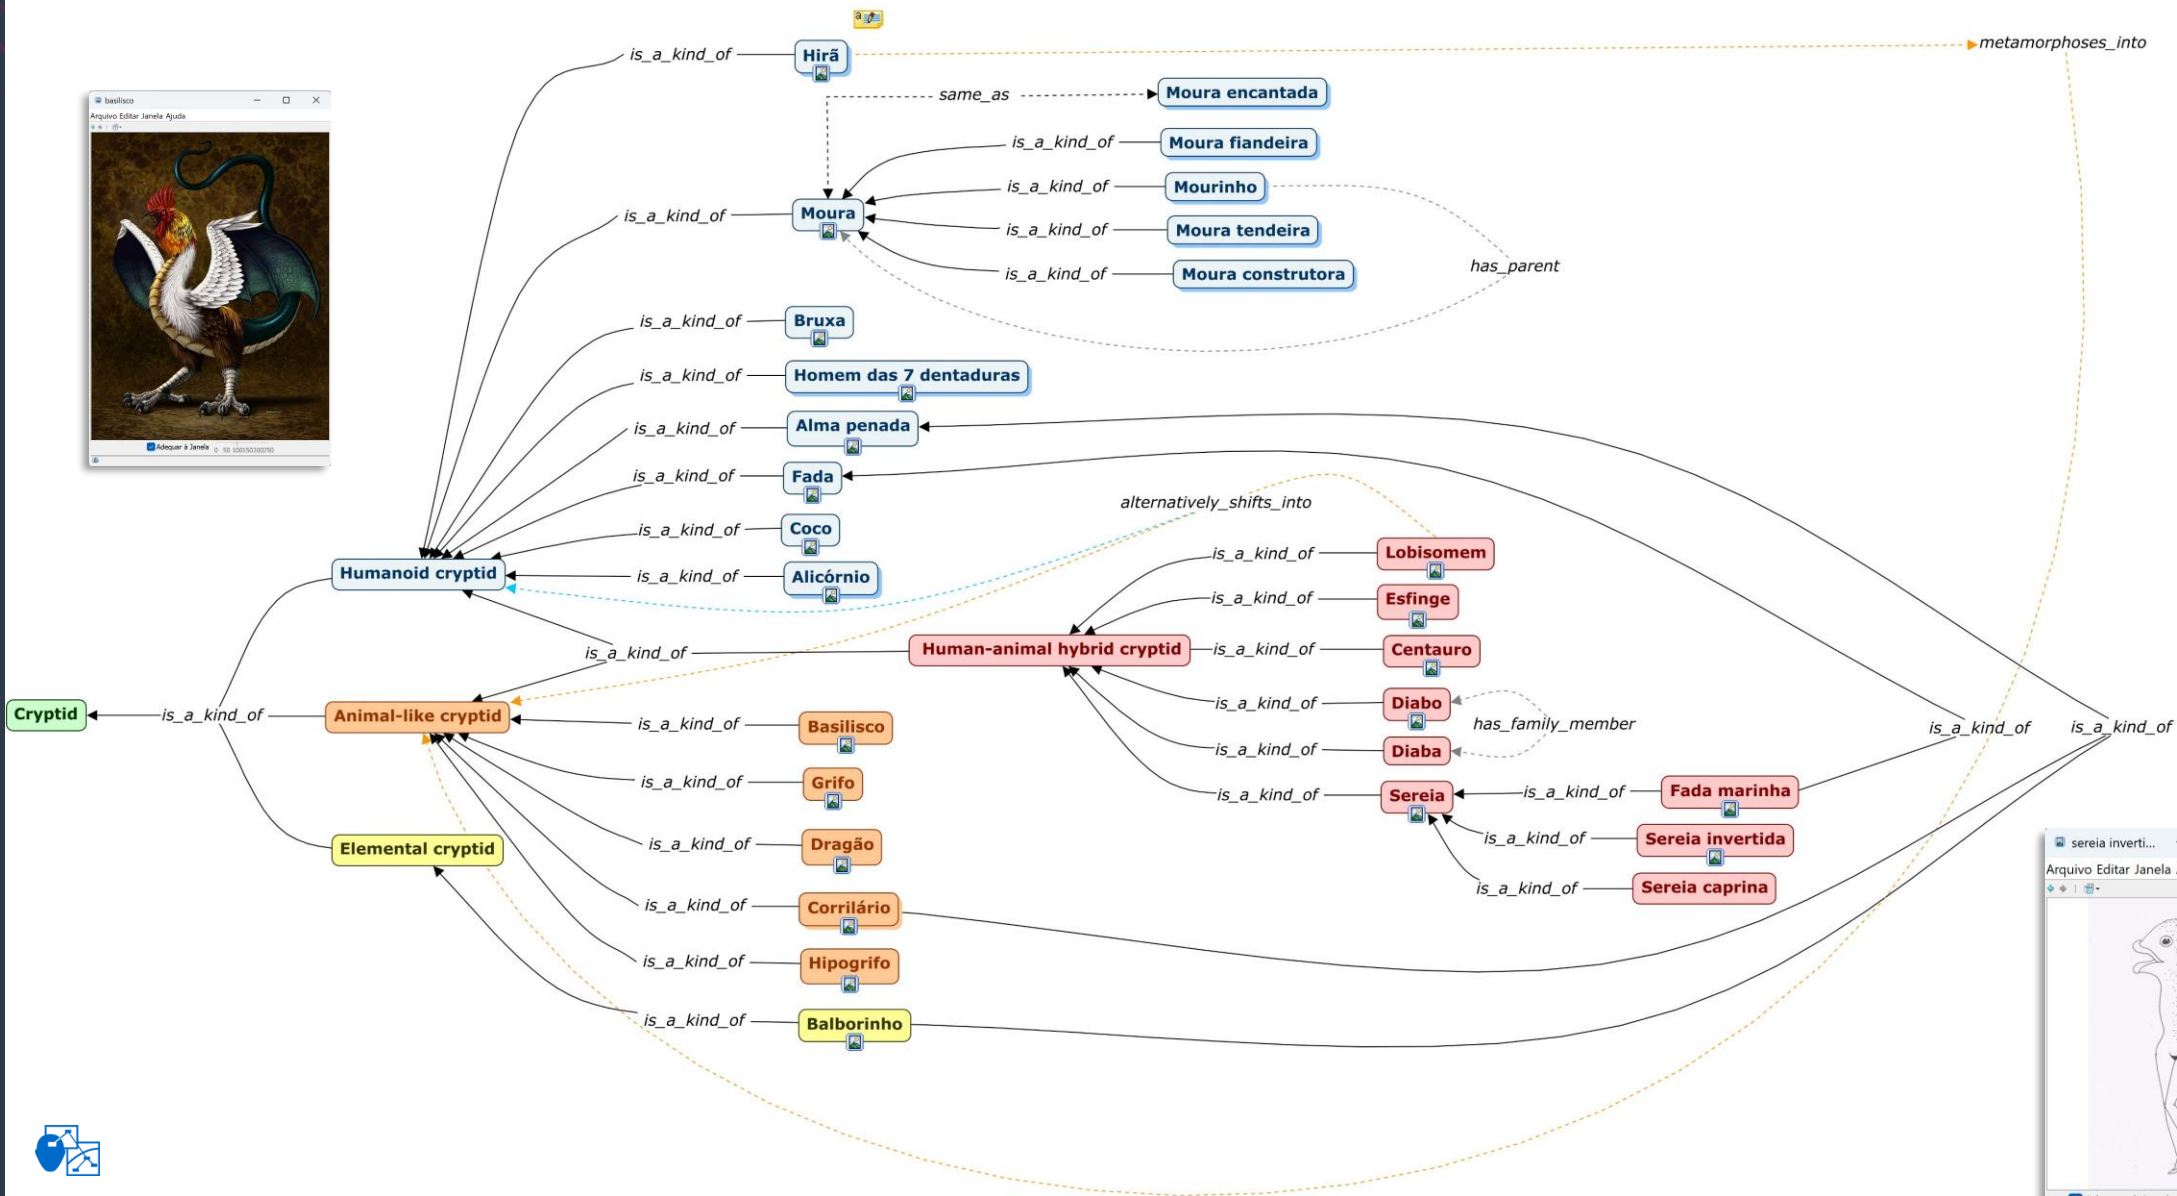 is_a_kind_of
Hirã
metamorphoses_into
same_as
Moura encantada
is_a_kind_of
Moura fiandeira
is_a_kind_of
Mourinho
is_a_kind_of
Moura
is_a_kind_of
Moura tendeira
is_a_kind_of
Moura construtora
has_parent
basilisco
Arquivo Editar Janela Ajuda
Adequar à Janela
is_a_kind_of
Bruxa
is_a_kind_of
Homem das 7 dentaduras
is_a_kind_of
Alma penada
is_a_kind_of
Fada
alternatively_shifts_into
is_a_kind_of
Coco
Humanoid cryptid
is_a_kind_of
Alicórnio
is_a_kind_of
Lobisomem
is_a_kind_of
Esfinge
is_a_kind_of
Human-animal hybrid cryptid
is_a_kind_of
Centauro
is_a_kind_of
Diabo
has_family_member
is_a_kind_of
Diaba
is_a_kind_of
Sereia
is_a_kind_of
Fada marinha
is_a_kind_of
Sereia invertida
is_a_kind_of
Sereia caprina
is_a_kind_of
is_a_kind_of
Cryptid
is_a_kind_of
Animal-like cryptid
is_a_kind_of
Basilisco
is_a_kind_of
Grifo
Elemental cryptid
is_a_kind_of
Dragão
is_a_kind_of
Corrilário
is_a_kind_of
Hipogrifo
is_a_kind_of
Balborinho
sereia inverti...
Arquivo Editar Janela